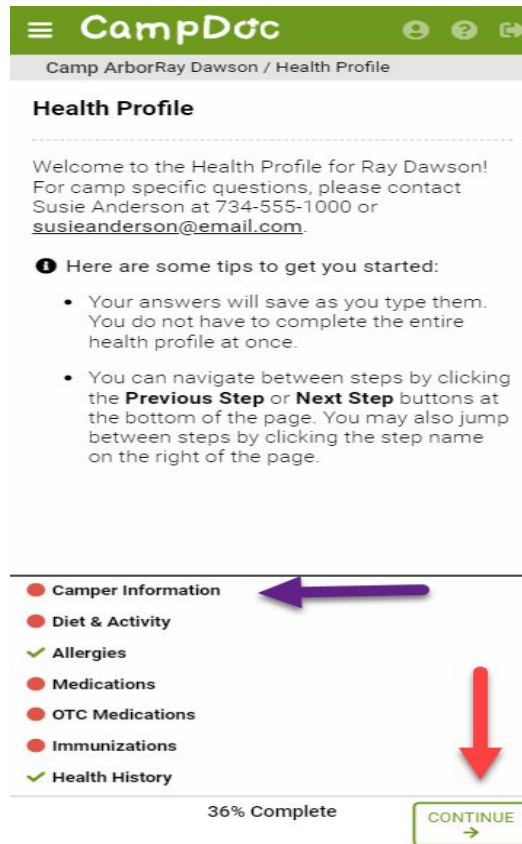 CampDoc
Camp ArborRay Dawson / Health Profile
Health Profile
Welcome to the Health Profile for Ray Dawson!
For camp specific questions, please contact
Susie Anderson at 734-555-1000 or
susieanderson@email.com.
Here are some tips to get you started:
• Your answers will save as you type them.
You do not have to complete the entire
health profile at once.
• You can navigate between steps by clicking
the Previous Step or Next Step buttons at
the bottom of the page. You may also jump
between steps by clicking the step name
on the right of the page.
Camper Information
Diet & Activity
Allergies
Medications
OTC Medications
Immunizations
Health History
36% Complete
CONTINUE